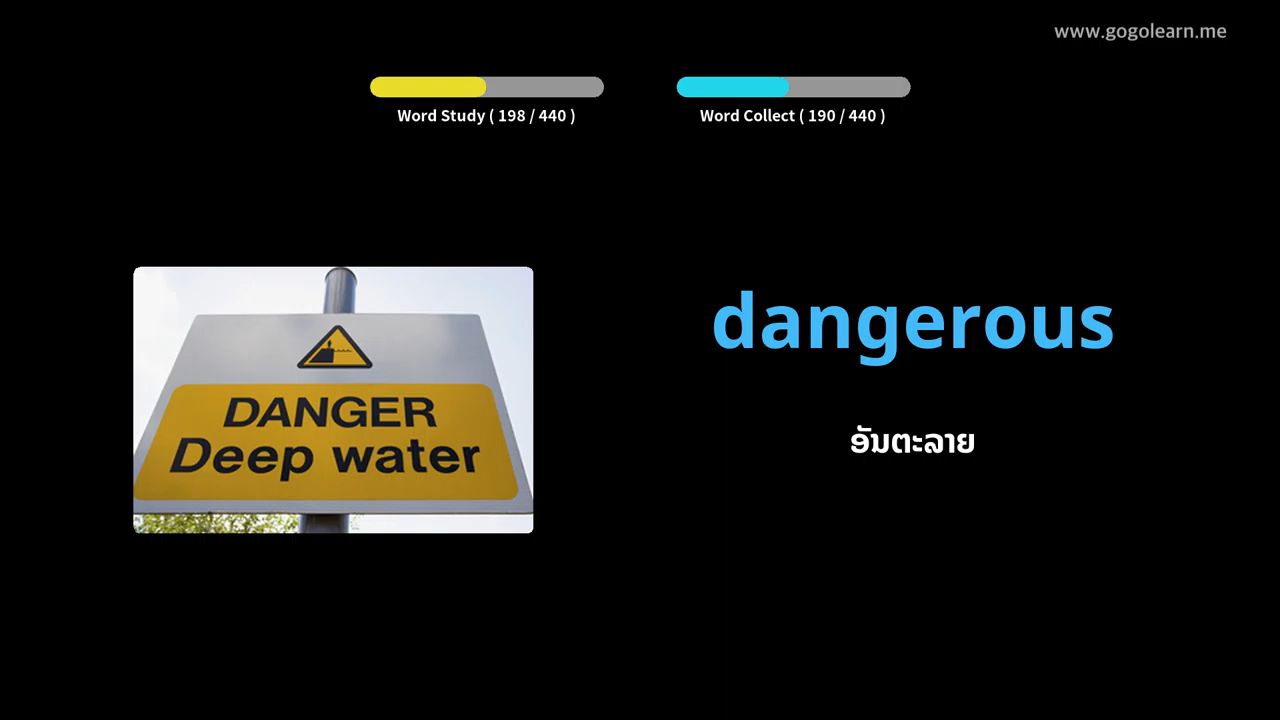 www.gogolearn.me
Word Study ( 198 / 440 )
Word Collect ( 190 / 440 )
DANGER
Deep water
dangerous
ອັນຕະລາຍ